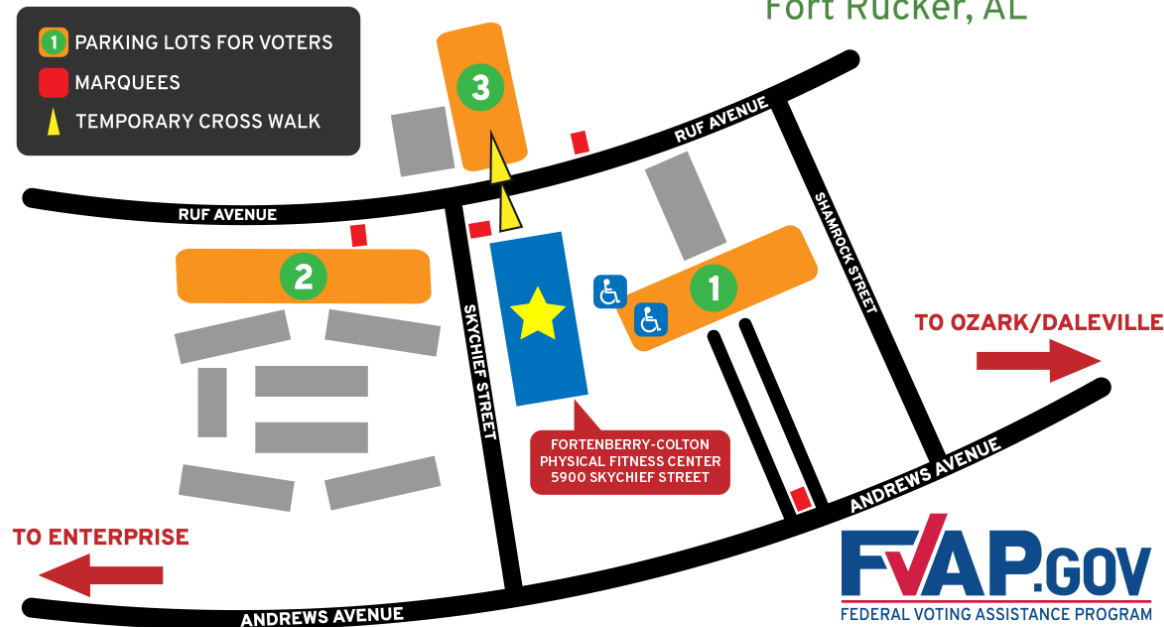 Fort Rucker, AL
1 PARKING LOTS FOR VOTERS
MARQUEES
TEMPORARY CROSS WALK
3
RUF AVENUE
RUF AVENUE
2
1
SHAMROCK STREET
SKYCHIEF STREET
TO OZARK/DALEVILLE
FORTENBERRY-COLTON
PHYSICAL FITNESS CENTER
5900 SKYCHIEF STREET
ANDREWS AVENUE
TO ENTERPRISE
ANDREWS AVENUE
FVAP.GOV
FEDERAL VOTING ASSISTANCE PROGRAM